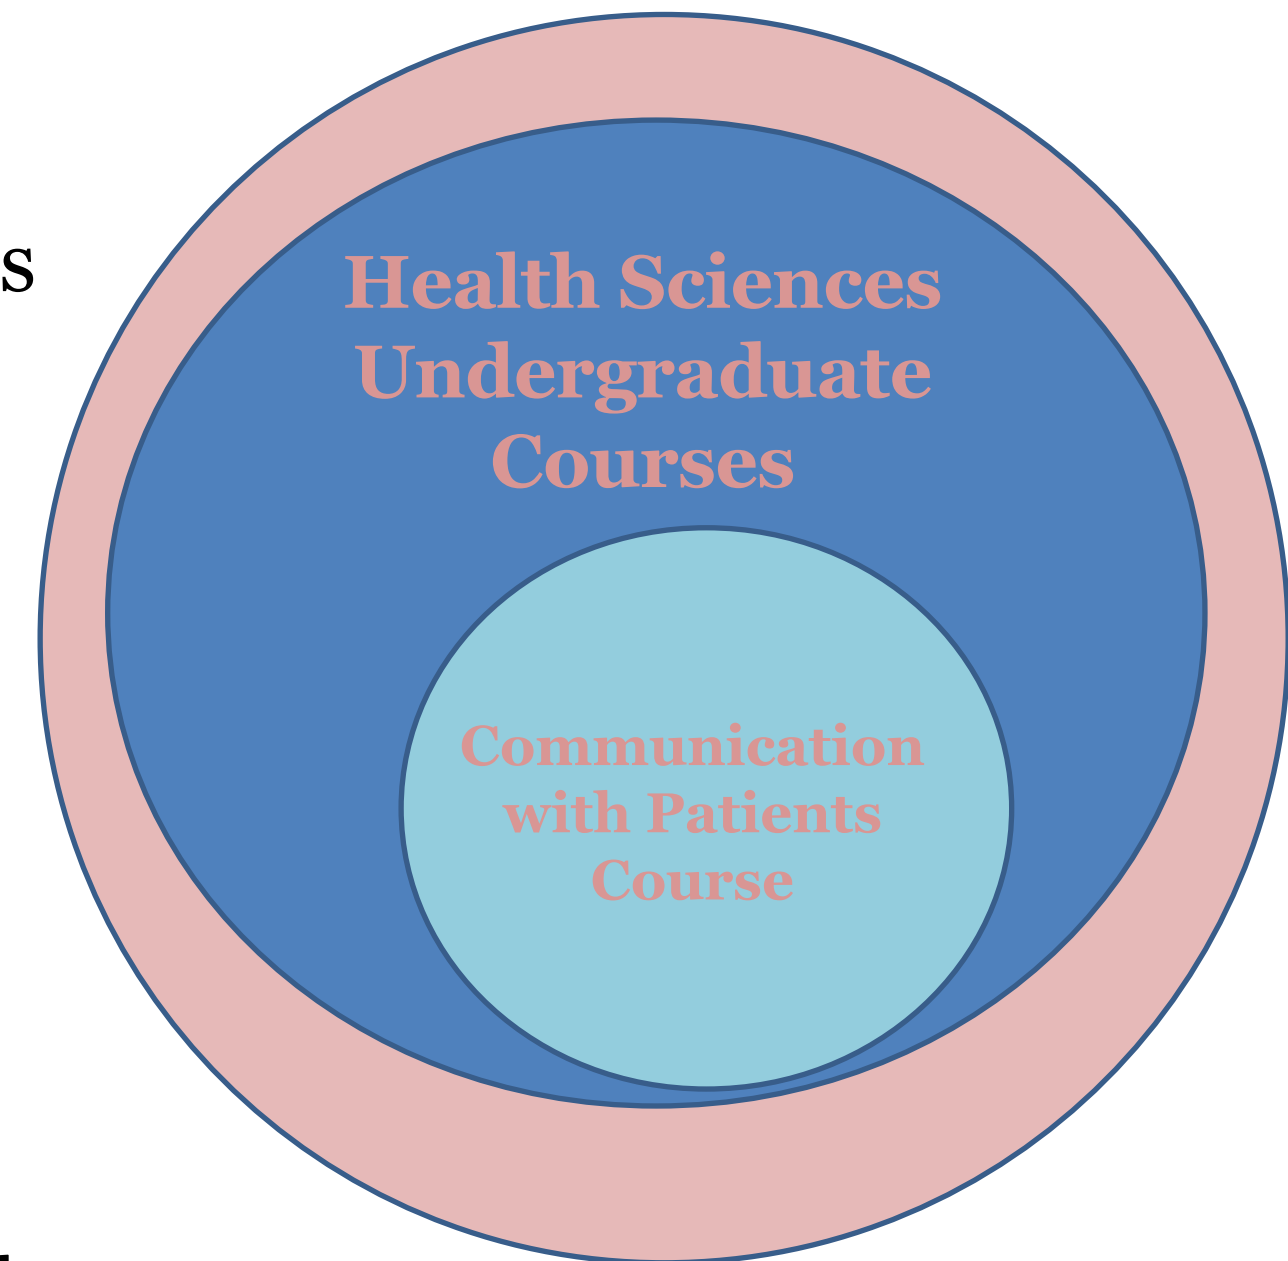 s
Health Sciences
Undergraduate
Courses
Communication
with Patients
Course